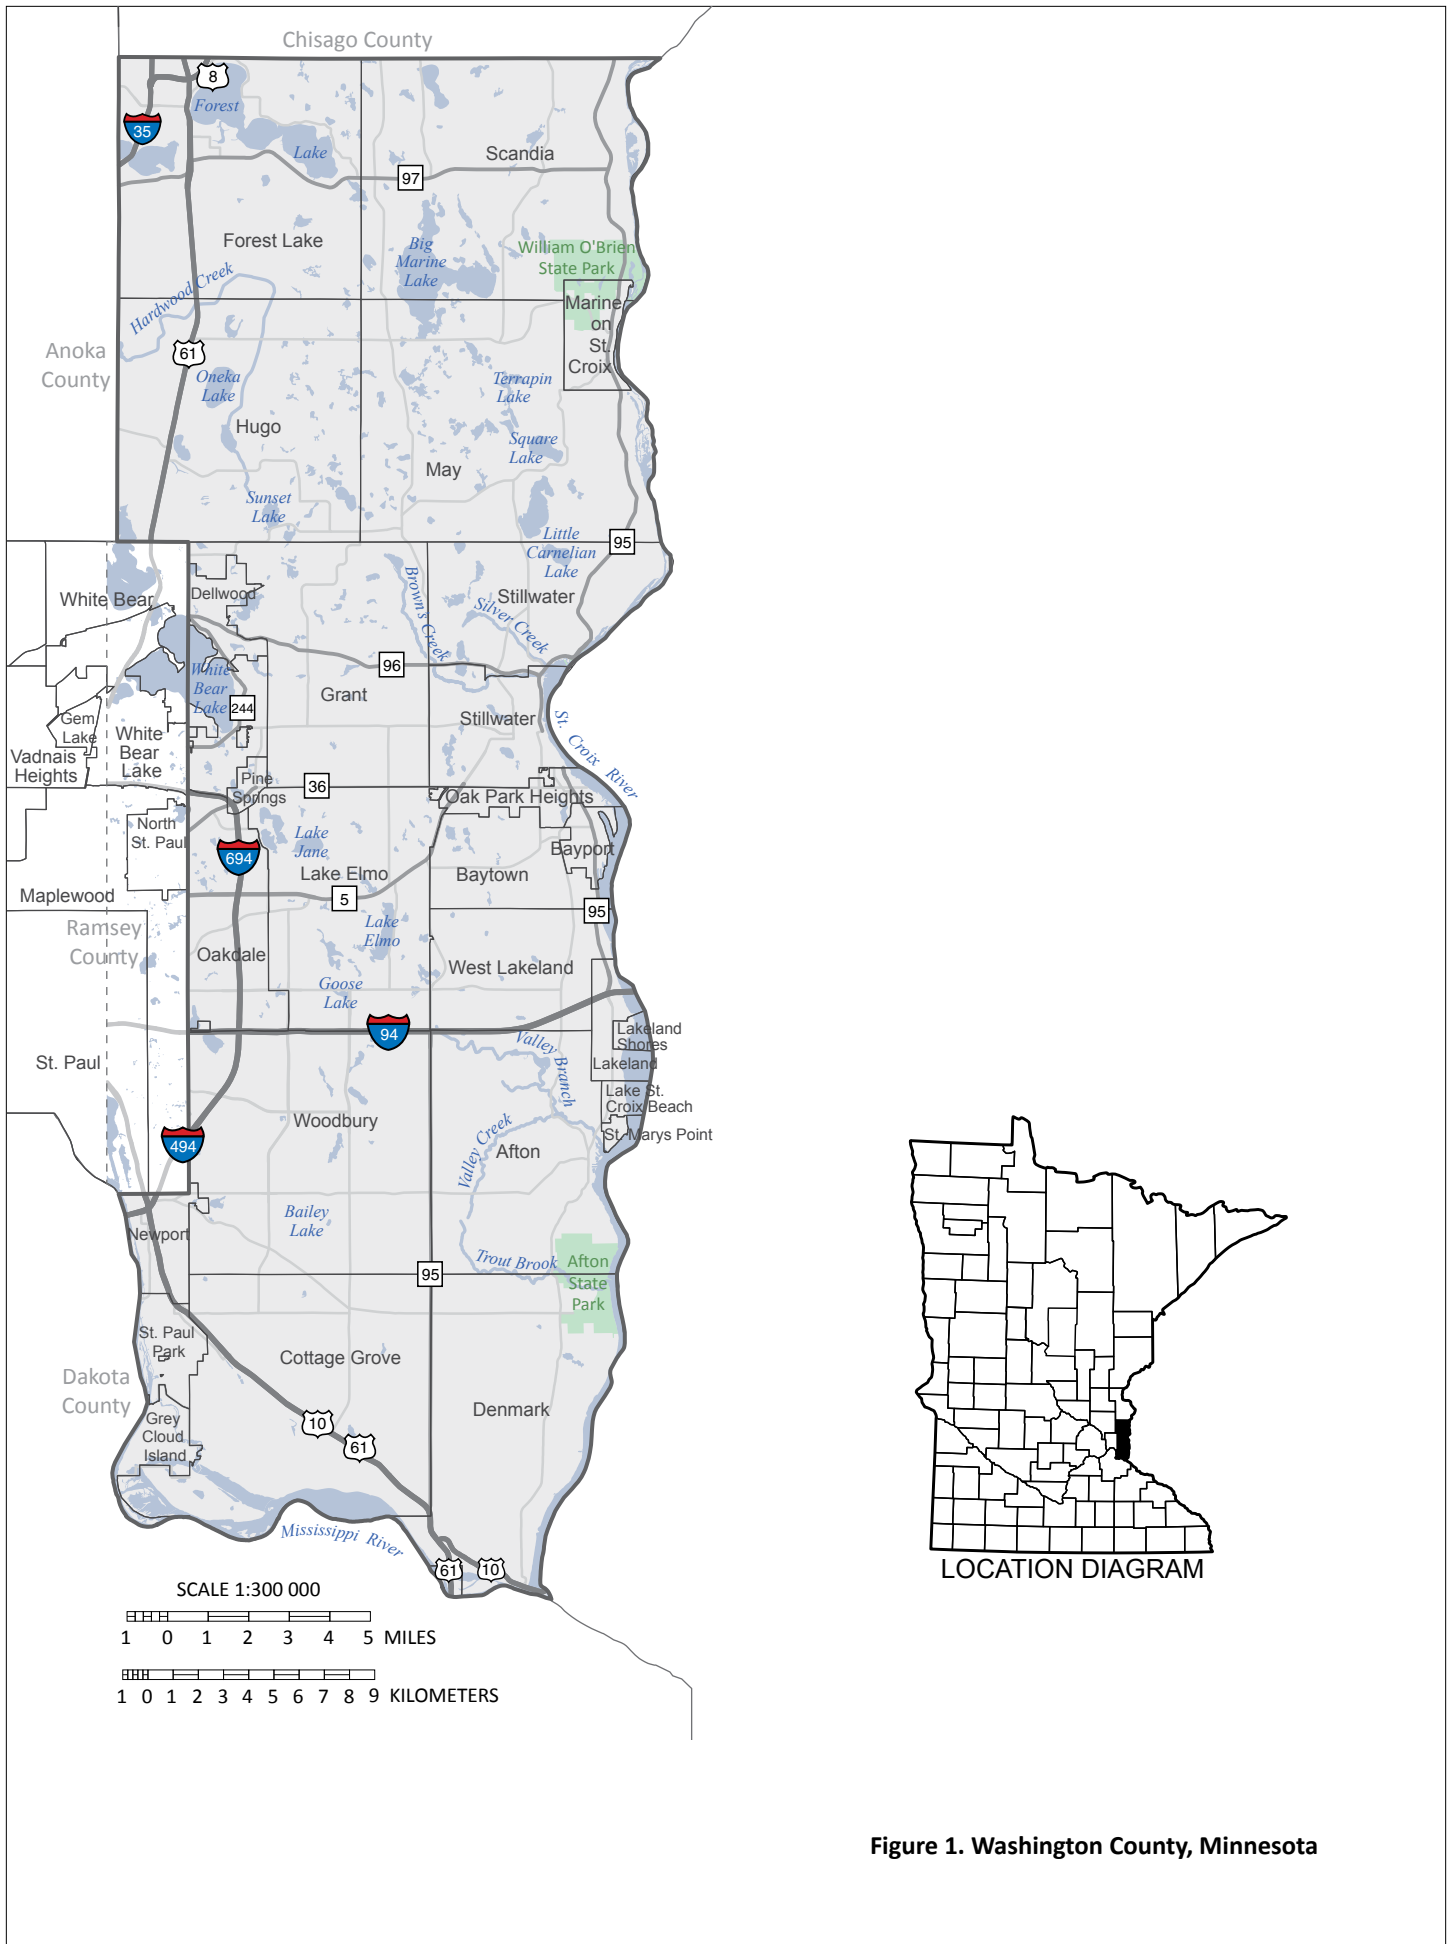 Chisago County
8
Forest
35
Lake
Scandia
97
Forest Lake
Big
Marine
Lake
William O'Brien
State Park
Hardwood Creek
Marine
on
St.
Croix
Anoka
County
61
Oneka
Lake
Terrapin
Lake
Hugo
Square
Lake
May
Sunset
Lake
Little
Carnelian
Lake
95
White Bear
Dellwood
Brown's Creek
Stillwater
Silver Creek
96
White
Bear
Lake
Grant
244
Gem
Lake
White
Bear
Lake
Stillwater
St. Croix River
Vadnais
Heights
Pine
Springs
36
Oak Park Heights
North
St. Paul
Lake
Jane
694
Bayport
Lake Elmo
Baytown
Maplewood
5
95
Ramsey
County
Lake
Elmo
Oakdale
West Lakeland
Goose
Lake
94
Lakeland
Shores
Valley Branch
St. Paul
Lakeland
Lake St.
Croix Beach
Woodbury
St. Marys Point
494
Valley Creek
Afton
Bailey
Lake
Newport
Trout Brook
Afton
State
Park
95
St. Paul
Park
Cottage Grove
Dakota
County
Denmark
Grey
Cloud
Island
10
61
Mississippi River
61
10
SCALE 1:300 000
1 0 1 2 3 4 5 MILES
1 0 1 2 3 4 5 6 7 8 9 KILOMETERS
LOCATION DIAGRAM
Figure 1. Washington County, Minnesota